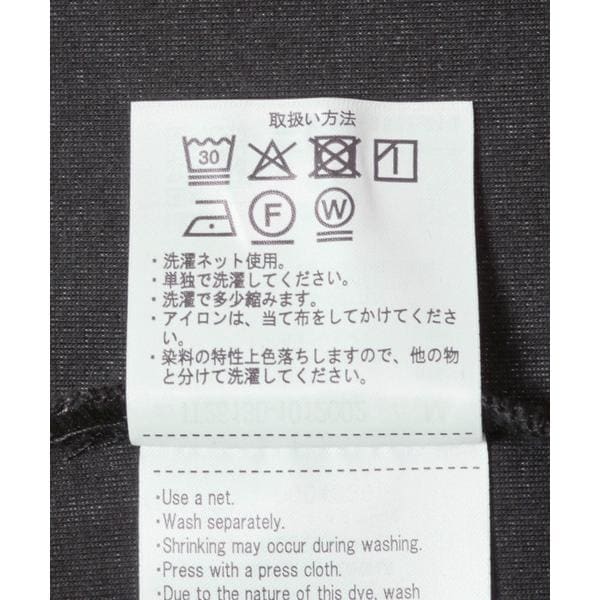 取扱い方法
30
F W
・洗濯ネット使用。
・単独で洗濯してください。
・洗濯で多少縮みます。
・アイロンは、当て布をしてかけてくださ
い。
・染料の特性上色落ちしますので、他の物
と分けて洗濯してください。
・Use a net.
・Wash separately.
・Shrinking may occur during washing.
・Press with a press cloth.
・Due to the nature of this dye, wash